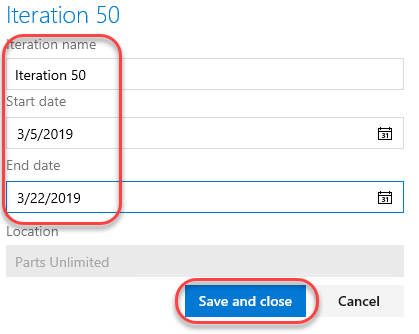 Iteration 50
Iteration name
Iteration 50
Start date
3/5/2019
31
End date
3/22/2019
31
Location
Parts Unlimited
Save and close Cancel